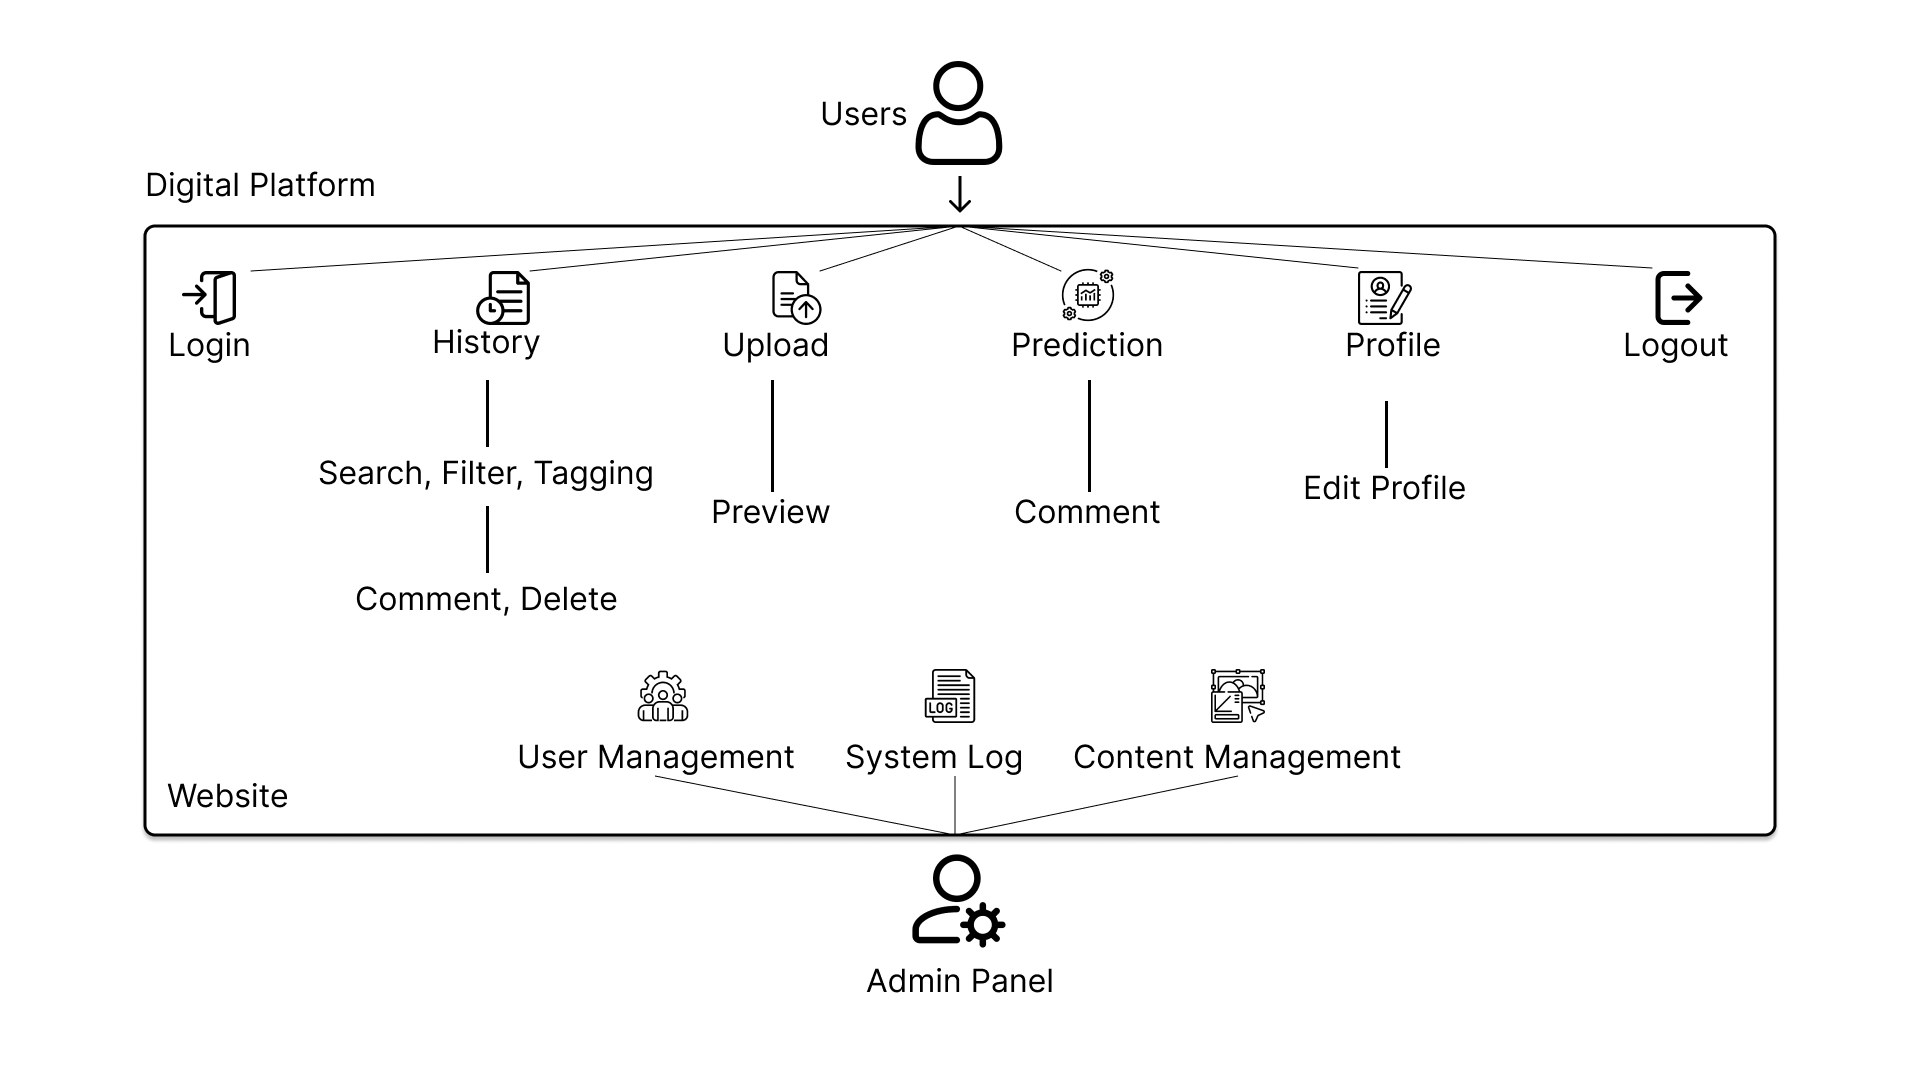 Users
Digital Platform
Login
History
Upload
Prediction
Profile
Logout
Search, Filter, Tagging
Edit Profile
Preview
Comment
Comment, Delete
LOG
User Management
System Log
Content Management
Website
Admin Panel